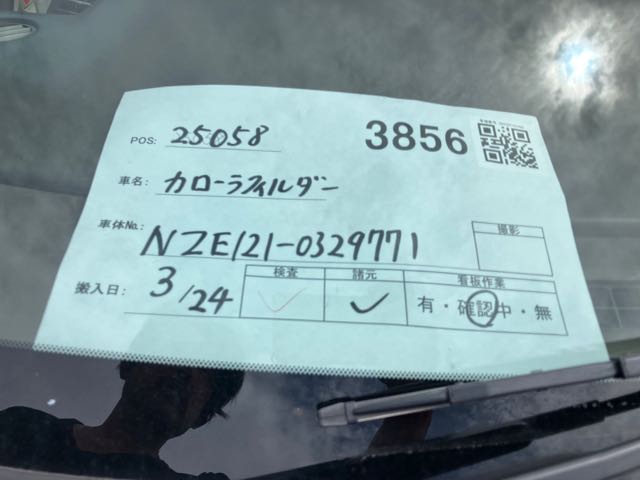 POS: 25058
3856
車名: カローラフィルダー
車体No.: NZE121-0329771
撮影
搬入日: 3/24
検査 諸元 看板作業
✓ ✓ 有・確認中・無